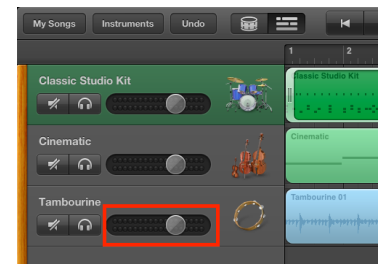 My Songs Instruments Undo
1 2
Classic Studio Kit Classic Studio Kit
Cinematic Cinematic
Tambourine Tambourine 01